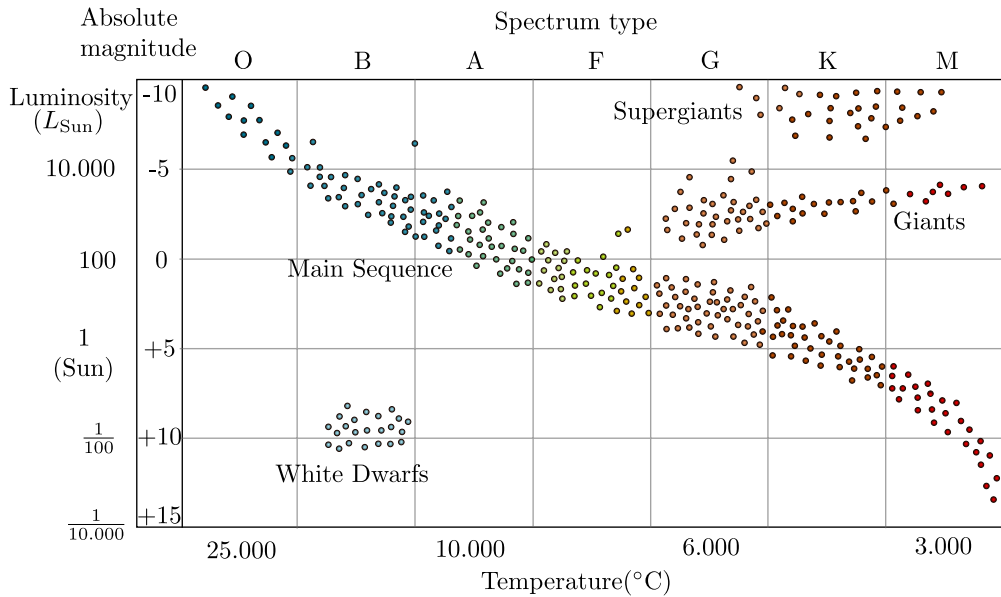 Absolute
magnitude
Spectrum type
O B A F G K M
Luminosity
(L_Sun)
-10
Supergiants
10.000
-5
Giants
100
0
Main Sequence
1
(Sun)
+5
1/100
+10
White Dwarfs
1/10.000
+15
25.000 10.000 6.000 3.000
Temperature(°C)